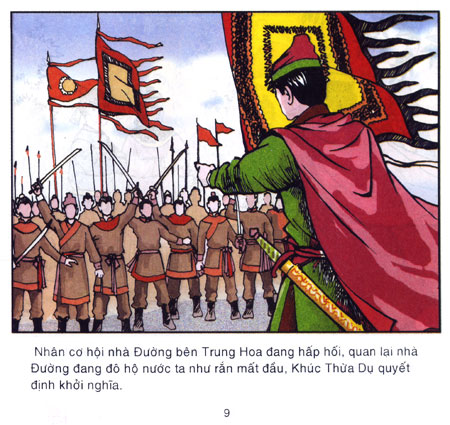 Nhân cơ hội nhà Đường bên Trung Hoa đang hấp hối, quan lại nhà
Đường đang đô hộ nước ta như rắn mất đầu, Khúc Thừa Dụ quyết
định khởi nghĩa.
9